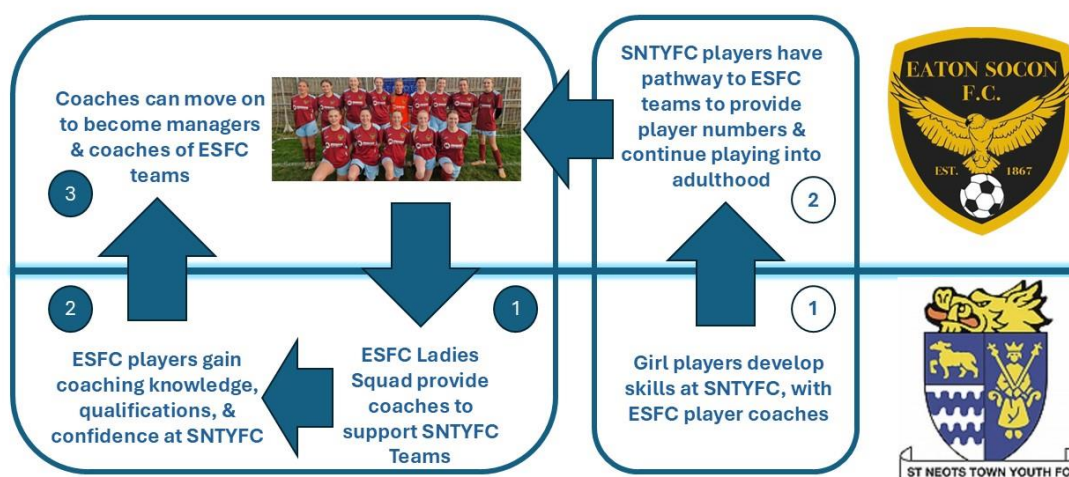 Coaches can move on
to become managers
& coaches of ESFC
teams
3
SNTYFC players have
pathway to ESFC
teams to provide
player numbers &
continue playing into
adulthood
2
EATON SOCON
F.C.
EST. 1867
2
ESFC players gain
coaching knowledge,
qualifications, &
confidence at SNTYFC
1
ESFC Ladies
Squad provide
coaches to
support SNTYFC
Teams
1
Girl players develop
skills at SNTYFC, with
ESFC player coaches
ST NEOTS TOWN YOUTH FC